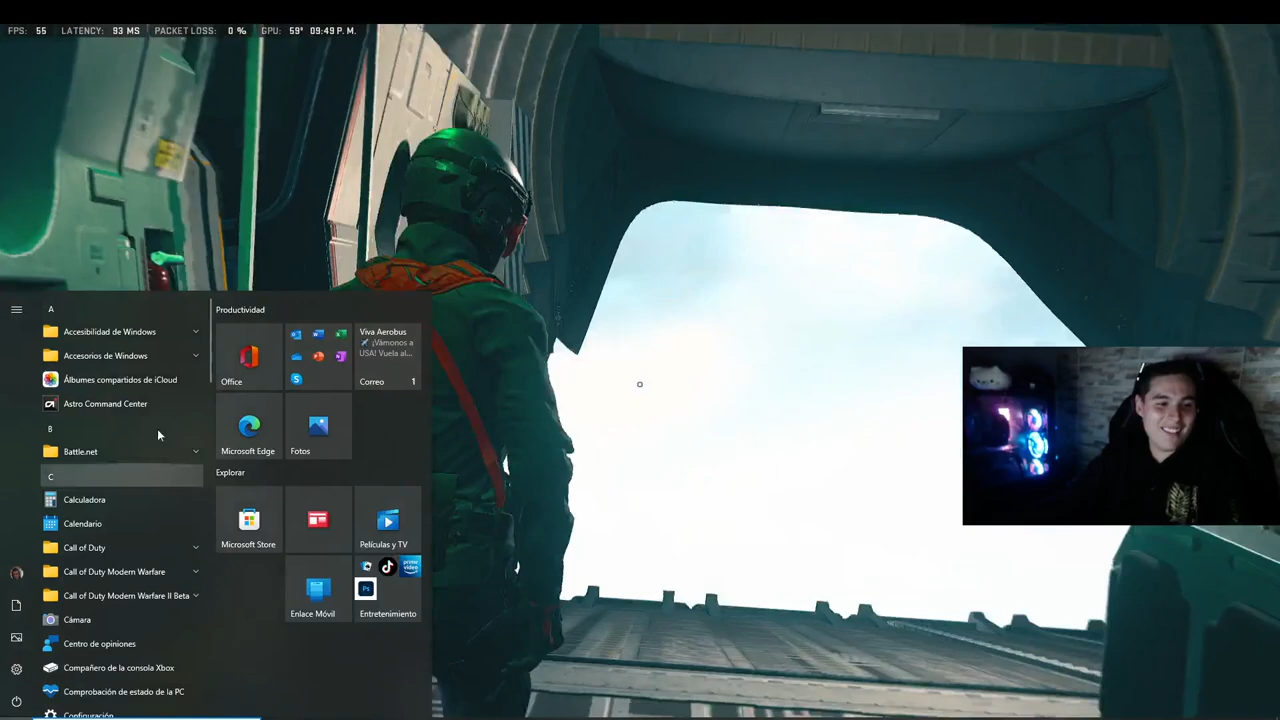 FPS: 55 LATENCY: 93 MS PACKET LOSS: 0 % GPU: 59° 09:49 P. M.
A
Accesibilidad de Windows
Accesorios de Windows
Álbumes compartidos de iCloud
Astro Command Center
B
Battle.net
C
Calculadora
Calendario
Call of Duty
Call of Duty Modern Warfare
Call of Duty Modern Warfare II Beta
Cámara
Centro de opiniones
Compañero de la consola Xbox
Comprobación de estado de la PC
Configuración
Productividad
Office
Viva Aerobus
¡Vámonos a
USA! Vuela al...
Correo 1
Microsoft Edge
Fotos
Explorar
Microsoft Store
Películas y TV
Enlace Móvil
prime
video
Ps
Entretenimiento